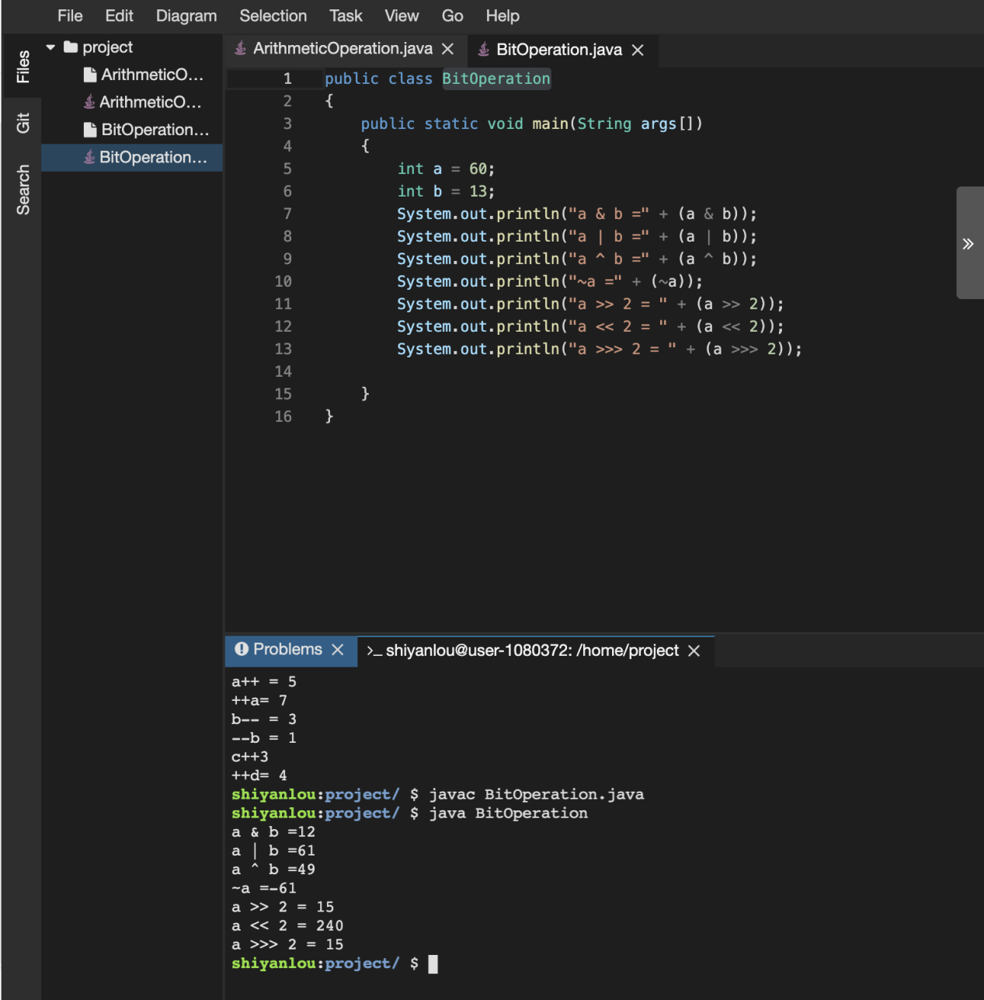 File Edit Diagram Selection Task View Go Help
Files
Git
Search
project
ArithmeticO...
ArithmeticO...
BitOperation...
BitOperation...
ArithmeticOperation.java
BitOperation.java
1 public class BitOperation
2 {
3 public static void main(String args[])
4 {
5 int a = 60;
6 int b = 13;
7 System.out.println("a & b =" + (a & b));
8 System.out.println("a | b =" + (a | b));
9 System.out.println("a ^ b =" + (a ^ b));
10 System.out.println("~a =" + (~a));
11 System.out.println("a >> 2 = " + (a >> 2));
12 System.out.println("a << 2 = " + (a << 2));
13 System.out.println("a >>> 2 = " + (a >>> 2));
14
15 }
16 }
Problems
>_ shiyanlou@user-1080372: /home/project
a++ = 5
++a= 7
b-- = 3
--b = 1
c++3
++d= 4
shiyanlou:project/ $ javac BitOperation.java
shiyanlou:project/ $ java BitOperation
a & b =12
a | b =61
a ^ b =49
~a =-61
a >> 2 = 15
a << 2 = 240
a >>> 2 = 15
shiyanlou:project/ $